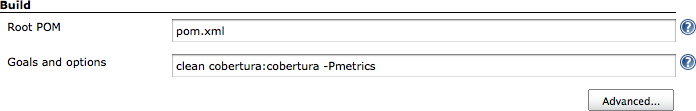 Build
Root POM
pom.xml
Goals and options
clean cobertura:cobertura -Pmetrics
Advanced...